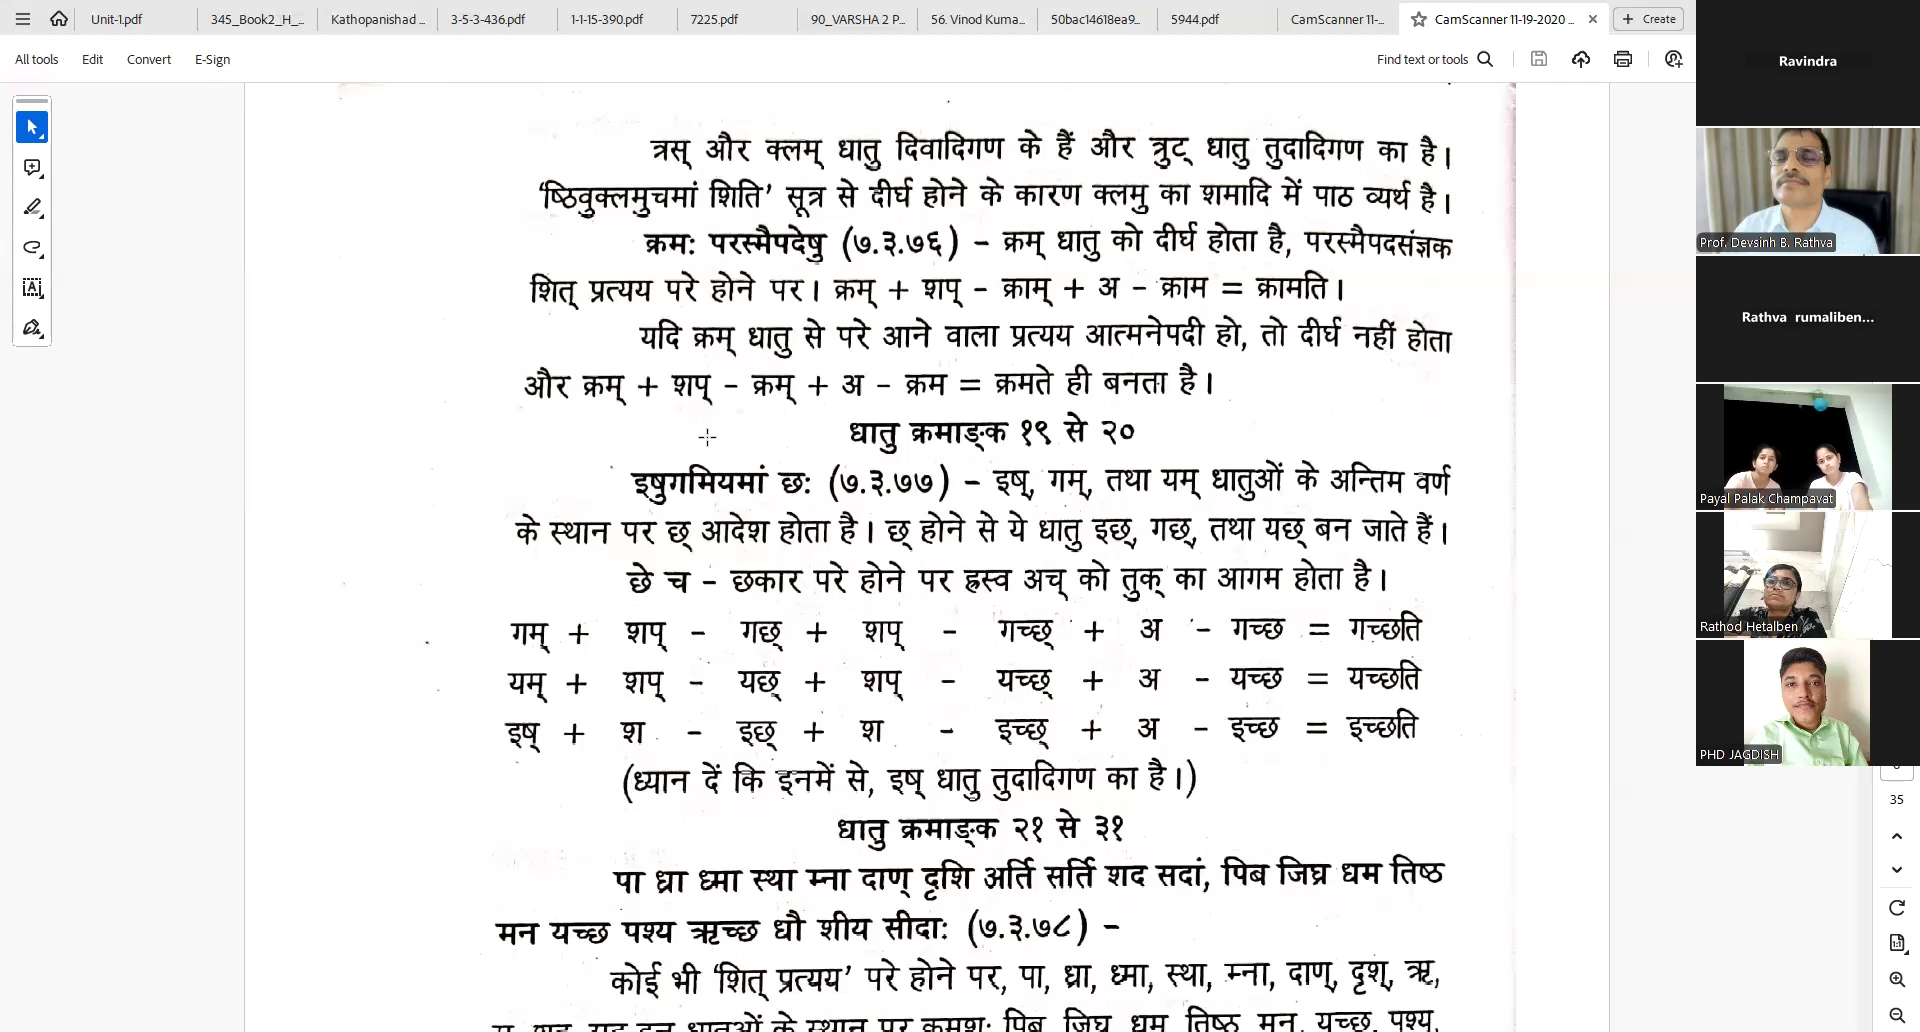 Unit-1.pdf
345_Book2_H_...
Kathopanishad ...
3-5-3-436.pdf
1-1-15-390.pdf
7225.pdf
90_VARSHA 2 P...
56. Vinod Kuma...
50bac14618ea9...
5944.pdf
CamScanner 11-...
CamScanner 11-19-2020 ...
Create
All tools
Edit
Convert
E-Sign
Find text or tools
त्रस् और क्लम् धातु दिवादिगण के हैं और त्रुट् धातु तुदादिगण का है।
'ष्ठिवुक्लमुचमां शिति' सूत्र से दीर्घ होने के कारण क्लमु का शमादि में पाठ व्यर्थ है।
क्रमः परस्मैपदेषु (७.३.७६) - क्रम् धातु को दीर्घ होता है, परस्मैपदसंज्ञक
शित् प्रत्यय परे होने पर। क्रम् + शप् - क्राम् + अ - क्राम = क्रामति।
यदि क्रम् धातु से परे आने वाला प्रत्यय आत्मनेपदी हो, तो दीर्घ नहीं होता
और क्रम् + शप् - क्रम् + अ - क्रम = क्रमते ही बनता है।
धातु क्रमाङ्क १९ से २०
इषुगमियमां छः (७.३.७७) - इष्, गम्, तथा यम् धातुओं के अन्तिम वर्ण
के स्थान पर छ् आदेश होता है। छ् होने से ये धातु इछ्, गछ्, तथा यछ् बन जाते हैं।
छे च - छकार परे होने पर ह्रस्व अच् को तुक् का आगम होता है।
गम् + शप् - गछ् + शप् - गच्छ् + अ - गच्छ = गच्छति
यम् + शप् - यछ् + शप् - यच्छ् + अ - यच्छ = यच्छति
इष् + श - इछ् + श - इच्छ् + अ - इच्छ = इच्छति
(ध्यान दें कि इनमें से, इष् धातु तुदादिगण का है।)
धातु क्रमाङ्क २१ से ३१
पा घ्रा ध्मा स्था म्ना दाण् दृशि अर्ति सर्ति शद सदां, पिब जिघ्र धम तिष्ठ
मन यच्छ पश्य ऋच्छ धौ शीय सीदाः (७.३.७८) -
कोई भी 'शित् प्रत्यय' परे होने पर, पा, घ्रा, ध्मा, स्था, म्ना, दाण्, दृश्, ऋ,
धातुओं के स्थान पर क्रमशः पिब, जिघ्र, धम, तिष्ठ, मन, यच्छ, पश्य,
Ravindra
Prof. Devsinh B. Rathva
Rathva rumaliben...
Payal Palak Champavat
Rathod Hetalben
PHD JAGDISH
35